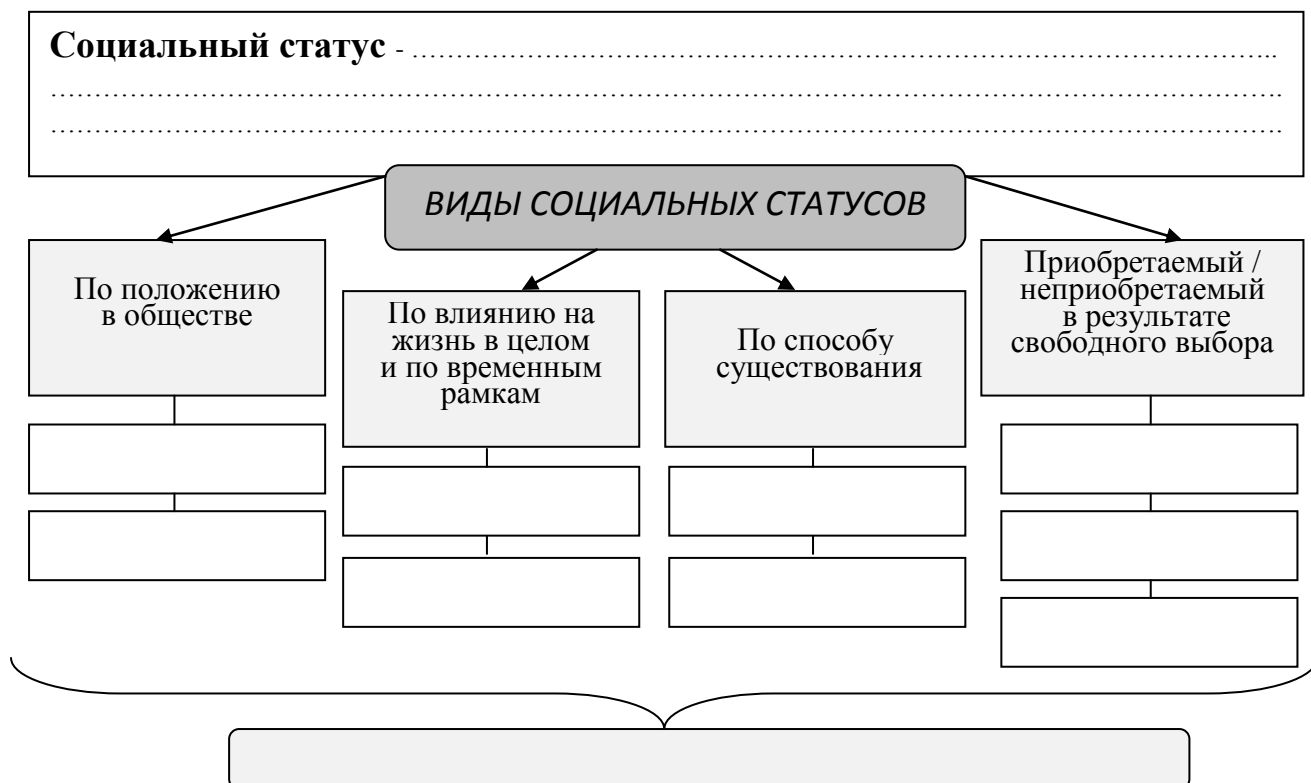 Социальный статус - ………………………………………………………………………………………..
……………………………………………………………………………………………………………………………….
……………………………………………………………………………………………………………………………….
ВИДЫ СОЦИАЛЬНЫХ СТАТУСОВ
По положению
в обществе
По влиянию на
жизнь в целом
и по временным
рамкам
По способу
существования
Приобретаемый /
неприобретаемый
в результате
свободного выбора